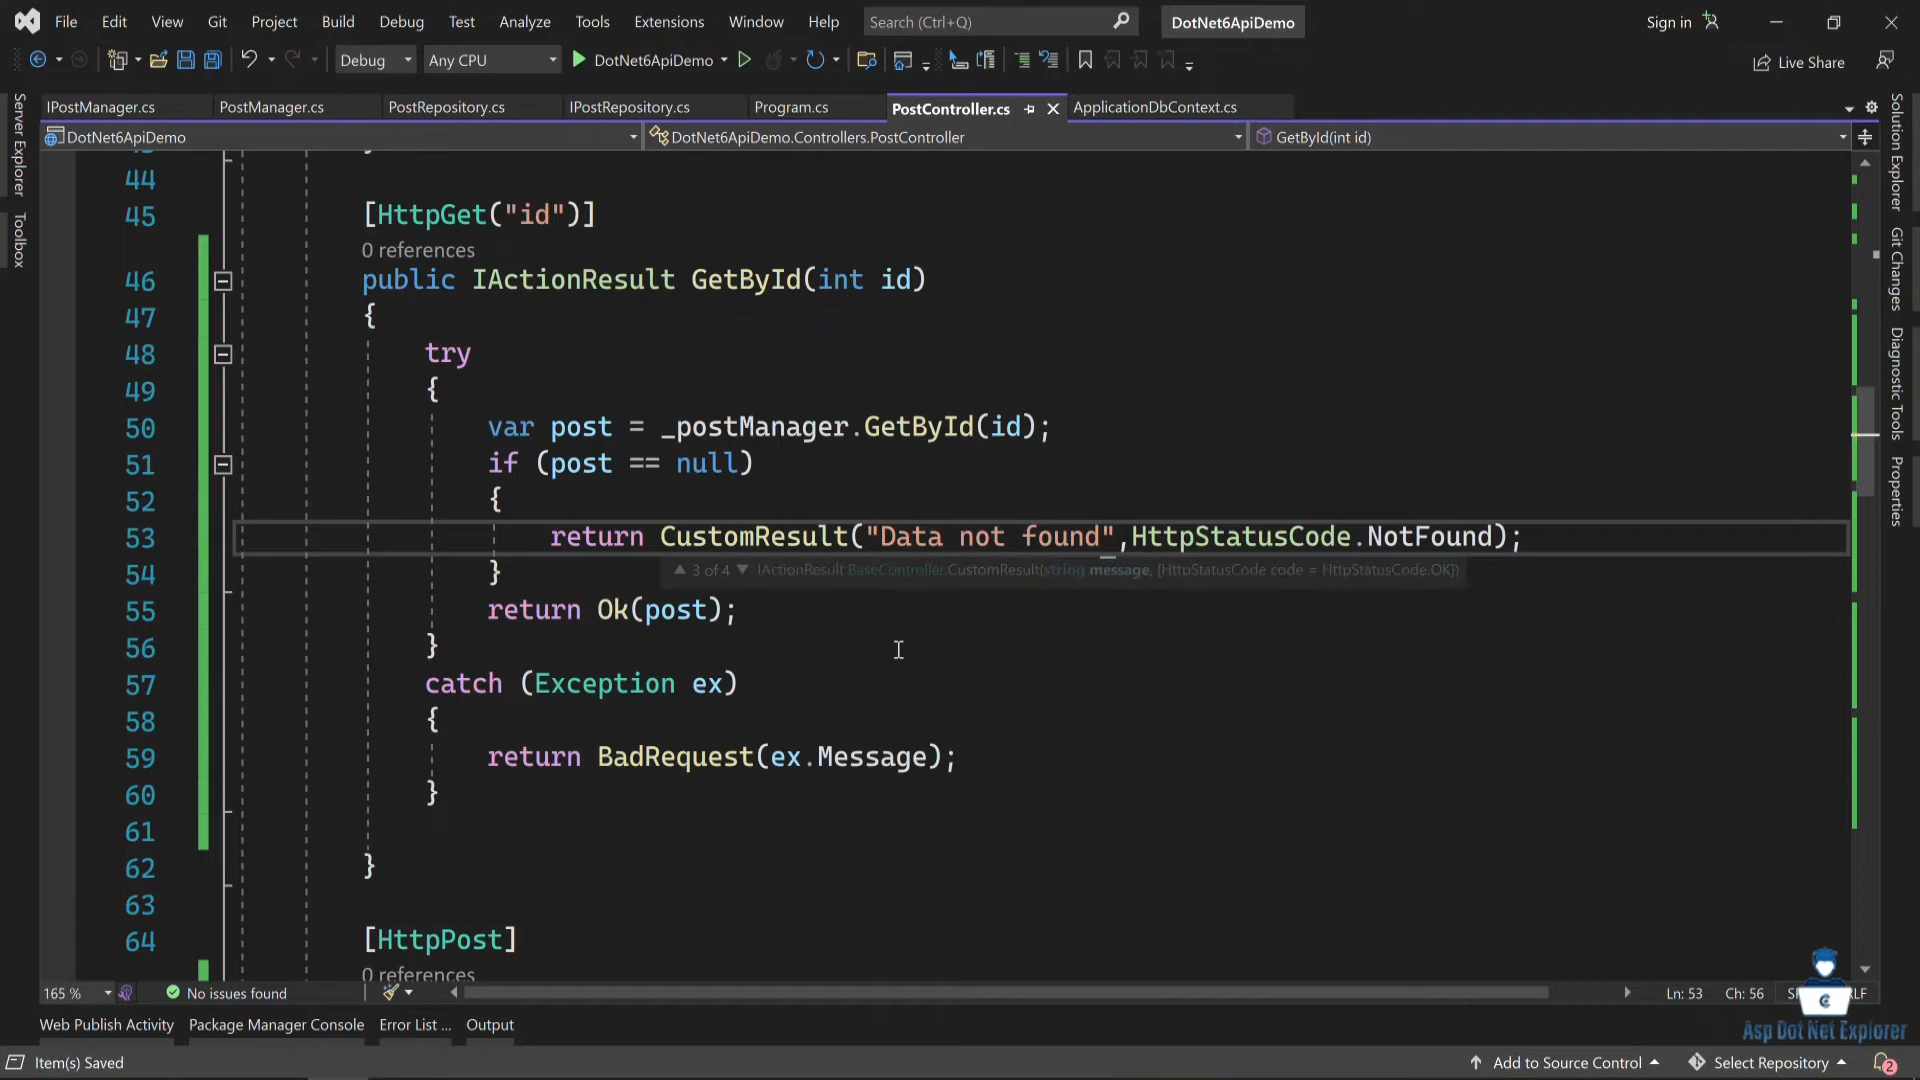 File Edit View Git Project Build Debug Test Analyze Tools Extensions Window Help Search (Ctrl+Q) DotNet6ApiDemo Sign in
Debug Any CPU DotNet6ApiDemo Live Share
IPostManager.cs PostManager.cs PostRepository.cs IPostRepository.cs Program.cs PostController.cs ApplicationDbContext.cs
DotNet6ApiDemo DotNet6ApiDemo.Controllers.PostController GetById(int id)
Server Explorer
Toolbox
Solution Explorer
Git Changes
Diagnostic Tools
Properties
44
45 [HttpGet("id")]
0 references
46 public IActionResult GetById(int id)
47 {
48 try
49 {
50 var post = _postManager.GetById(id);
51 if (post == null)
52 {
53 return CustomResult("Data not found",HttpStatusCode.NotFound);
54 }
3 of 4 IActionResult BaseController.CustomResult(string message, [HttpStatusCode code = HttpStatusCode.OK])
55 return Ok(post);
56 }
57 catch (Exception ex)
58 {
59 return BadRequest(ex.Message);
60 }
61
62 }
63
64 [HttpPost]
0 references
165 % No issues found Ln: 53 Ch: 56
Asp Dot Net Explorer
Web Publish Activity Package Manager Console Error List ... Output
Item(s) Saved Add to Source Control Select Repository 2